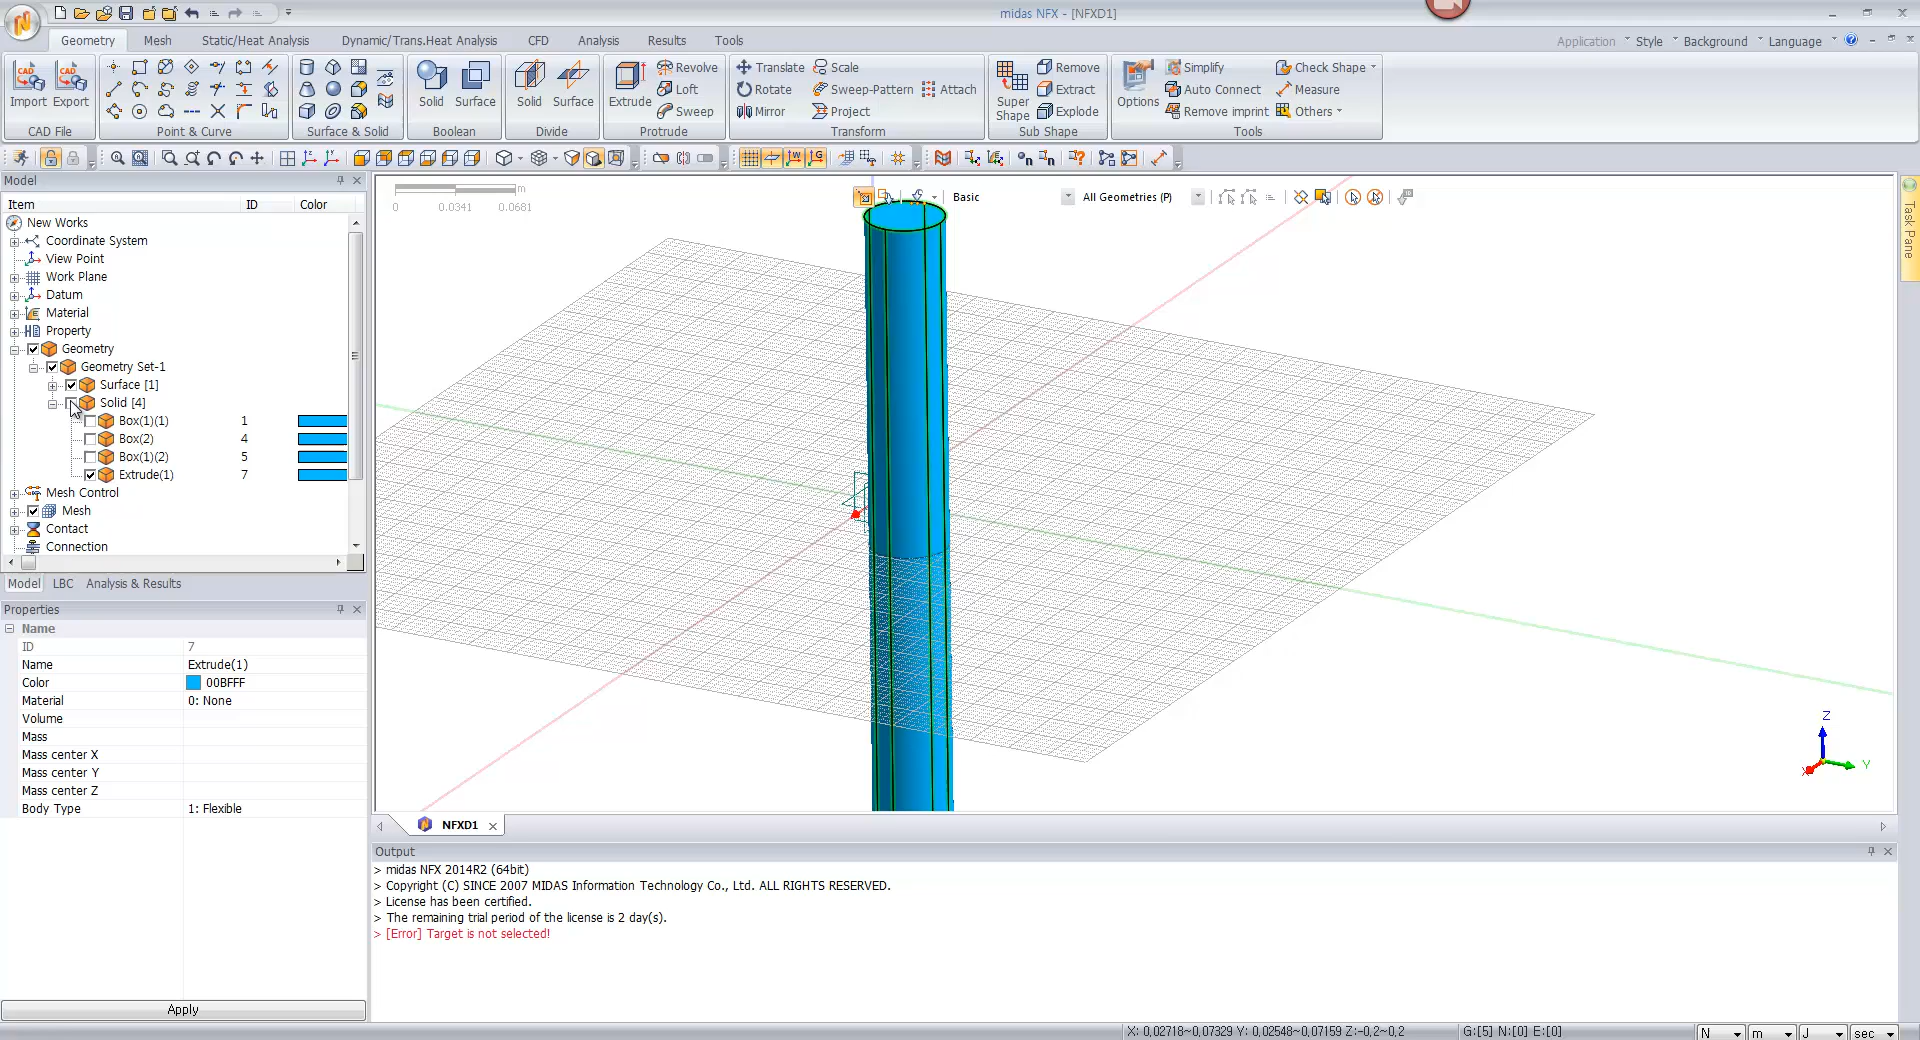 midas NFX - [NFXD1]
Geometry Mesh Static/Heat Analysis Dynamic/Trans.Heat Analysis CFD Analysis Results Tools
Application Style Background Language
CAD CAD
Import Export
CAD File
Point & Curve
Surface & Solid
Solid Surface
Boolean
Solid Surface
Divide
Extrude
Revolve
Loft
Sweep
Protrude
Translate Scale
Rotate Sweep-Pattern Attach
Mirror Project
Transform
Super Shape
Remove
Extract
Explode
Sub Shape
Options
Simplify Check Shape
Auto Connect Measure
Remove imprint Others
Tools
Model
Item ID Color
New Works
Coordinate System
View Point
Work Plane
Datum
Material
Property
Geometry
Geometry Set-1
Surface [1]
Solid [4]
Box(1)(1) 1
Box(2) 4
Box(1)(2) 5
Extrude(1) 7
Mesh Control
Mesh
Contact
Connection
Model LBC Analysis & Results
Properties
Name
ID 7
Name Extrude(1)
Color 00BFFF
Material 0: None
Volume
Mass
Mass center X
Mass center Y
Mass center Z
Body Type 1: Flexible
Apply
m
0 0.0341 0.0681
Basic All Geometries (P)
Task Pane
Z
X Y
NFXD1
Output
> midas NFX 2014R2 (64bit)
> Copyright (C) SINCE 2007 MIDAS Information Technology Co., Ltd. ALL RIGHTS RESERVED.
> License has been certified.
> The remaining trial period of the license is 2 day(s).
> [Error] Target is not selected!
X: 0,02718~0,07329 Y: 0,02548~0,07159 Z:-0,2~0,2 G:[5] N:[0] E:[0] N m J sec